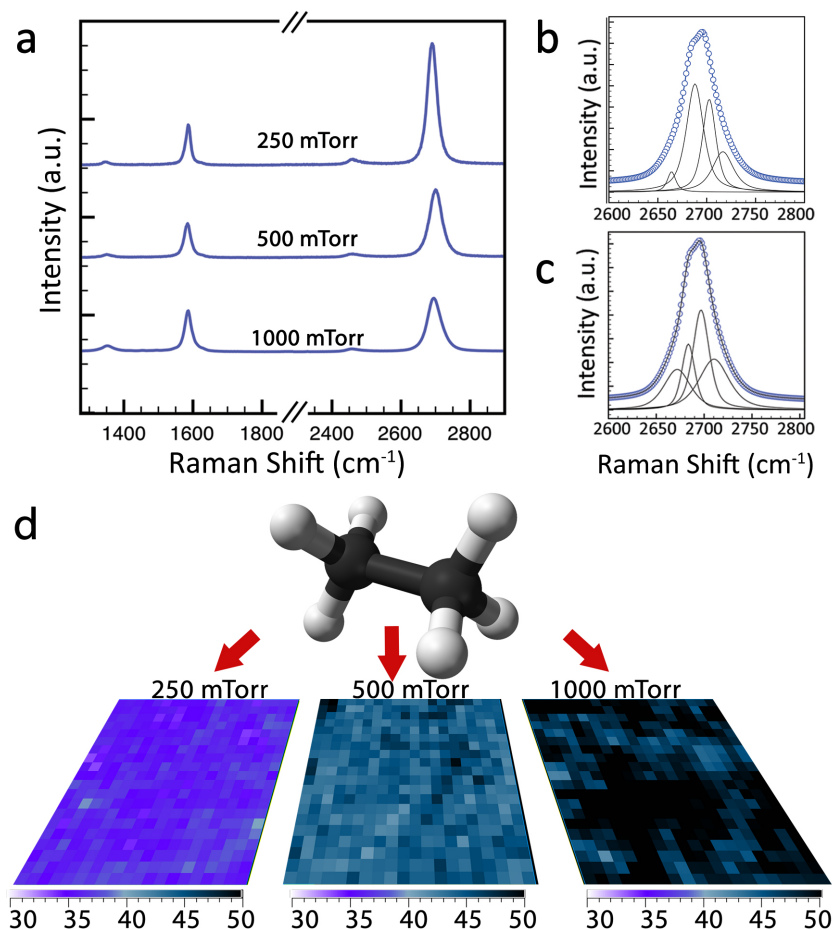 a
Intensity (a.u.)
250 mTorr
500 mTorr
1000 mTorr
1400 1600 1800 2400 2600 2800
Raman Shift (cm-1)
b
Intensity (a.u.)
2600 2650 2700 2750 2800
c
Intensity (a.u.)
2600 2650 2700 2750 2800
Raman Shift (cm-1)
d
250 mTorr 500 mTorr 1000 mTorr
30 35 40 45 50 30 35 40 45 50 30 35 40 45 50